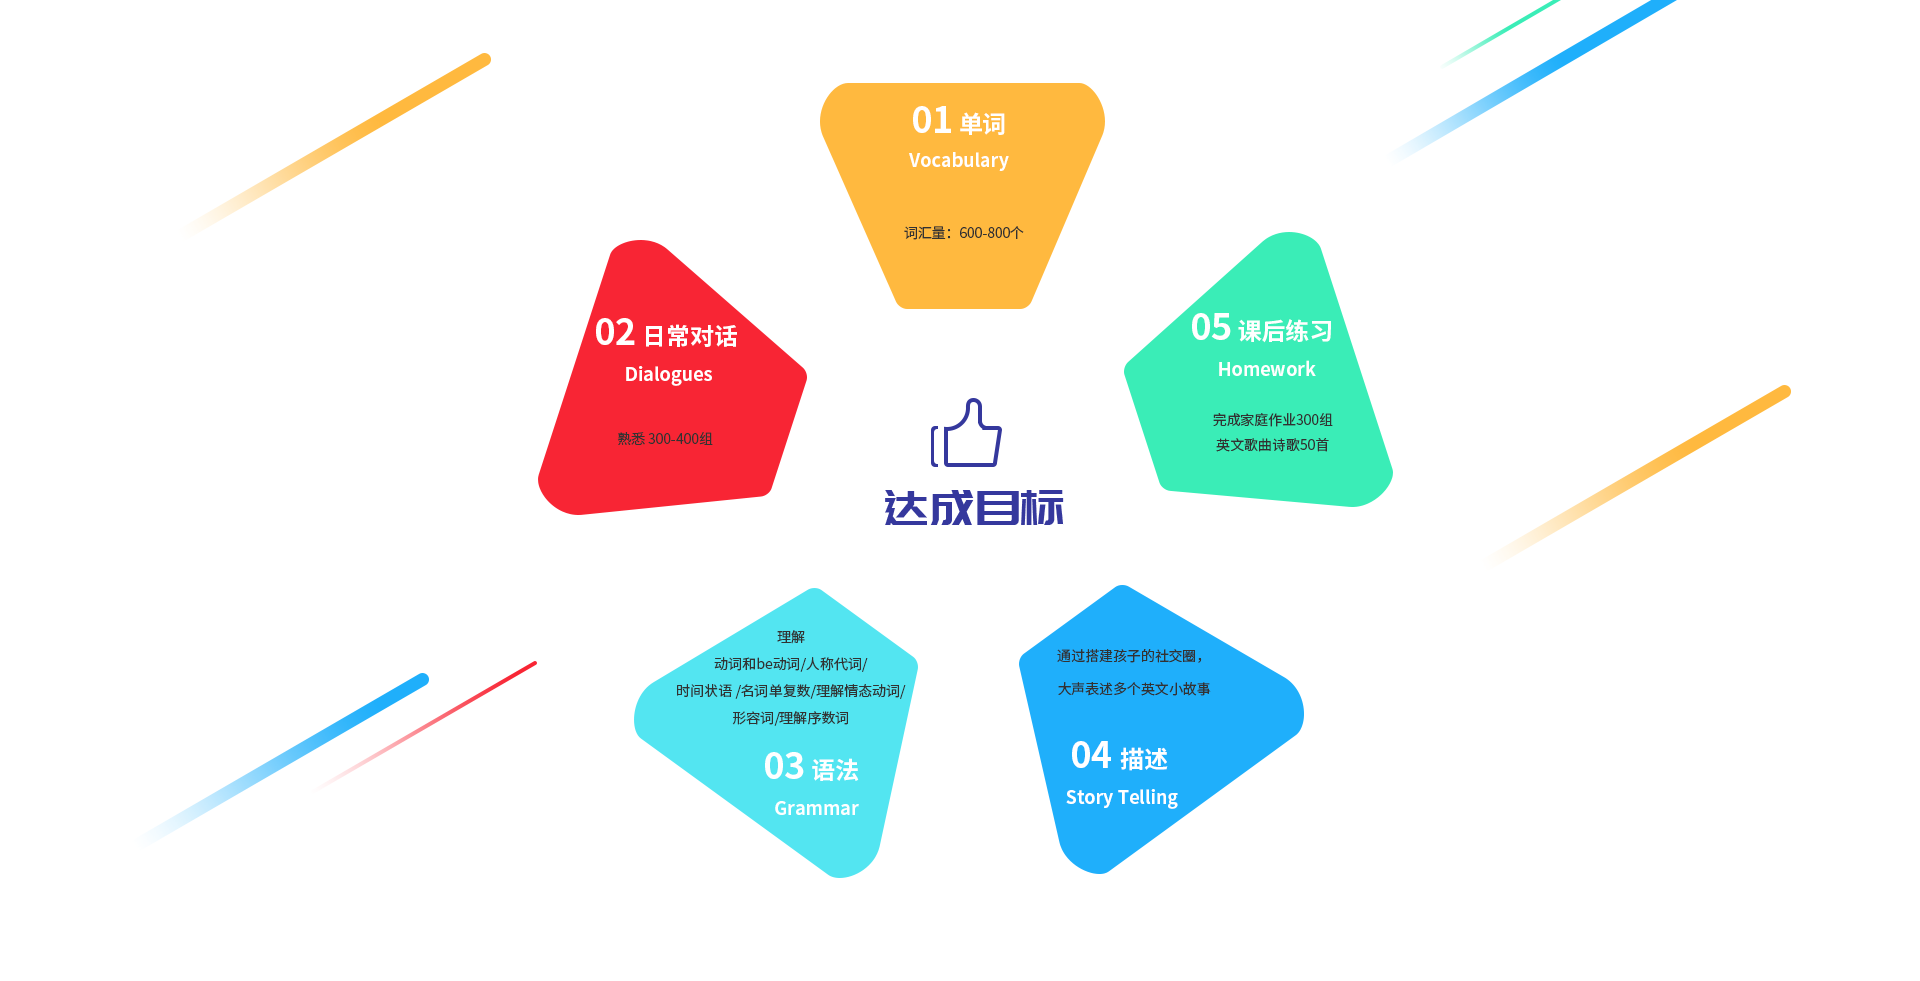 01 单词
Vocabulary
词汇量：600-800个
02 日常对话
Dialogues
熟悉 300-400组
05 课后练习
Homework
完成家庭作业300组
英文歌曲诗歌50首
达成目标
理解
动词和be动词/人称代词/
时间状语 /名词单复数/理解情态动词/
形容词/理解序数词
03 语法
Grammar
通过搭建孩子的社交圈，
大声表述多个英文小故事
04 描述
Story Telling